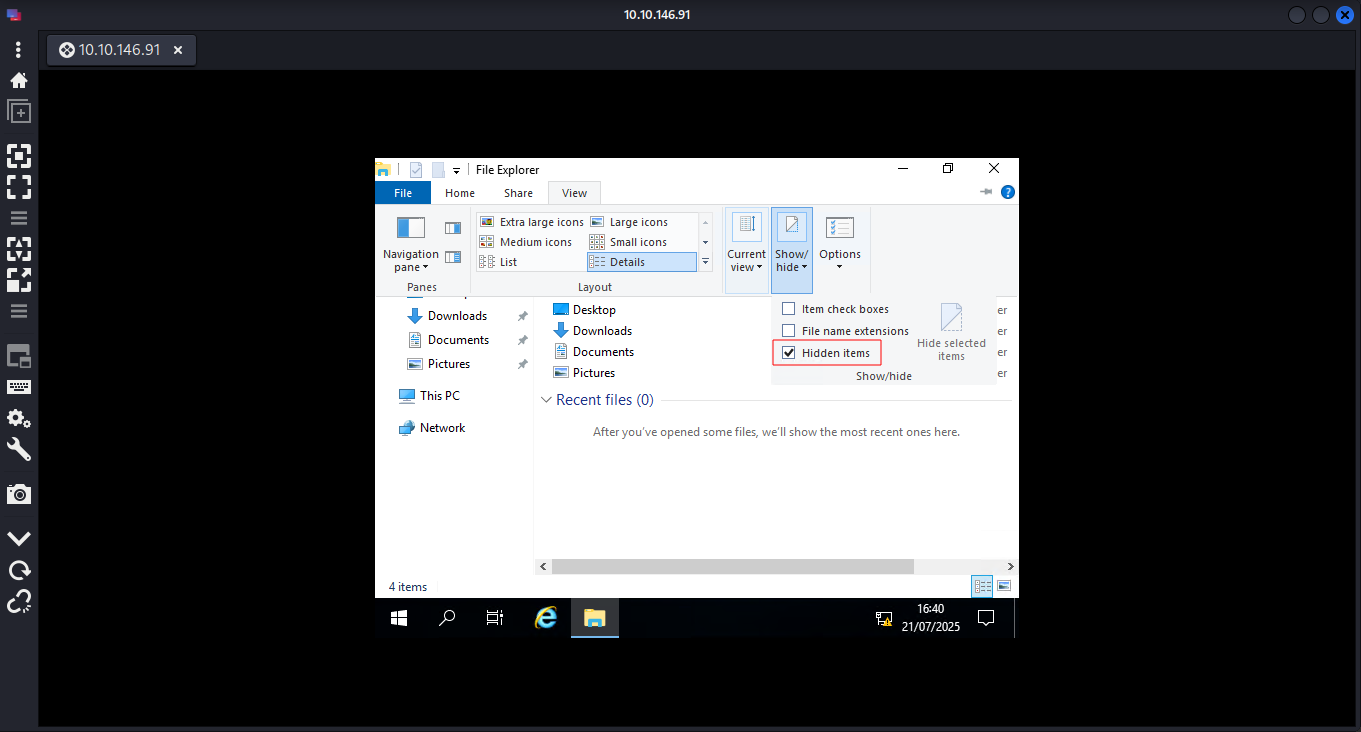 10.10.146.91
10.10.146.91
File Explorer
File Home Share View
Navigation pane
Panes
Extra large icons Large icons
Medium icons Small icons
List Details
Layout
Current view
Show/ hide
Options
Item check boxes
File name extensions
Hidden items
Hide selected items
Show/hide
Downloads
Documents
Pictures
This PC
Network
Desktop
Downloads
Documents
Pictures
er
er
er
er
Recent files (0)
After you've opened some files, we'll show the most recent ones here.
4 items
16:40
21/07/2025